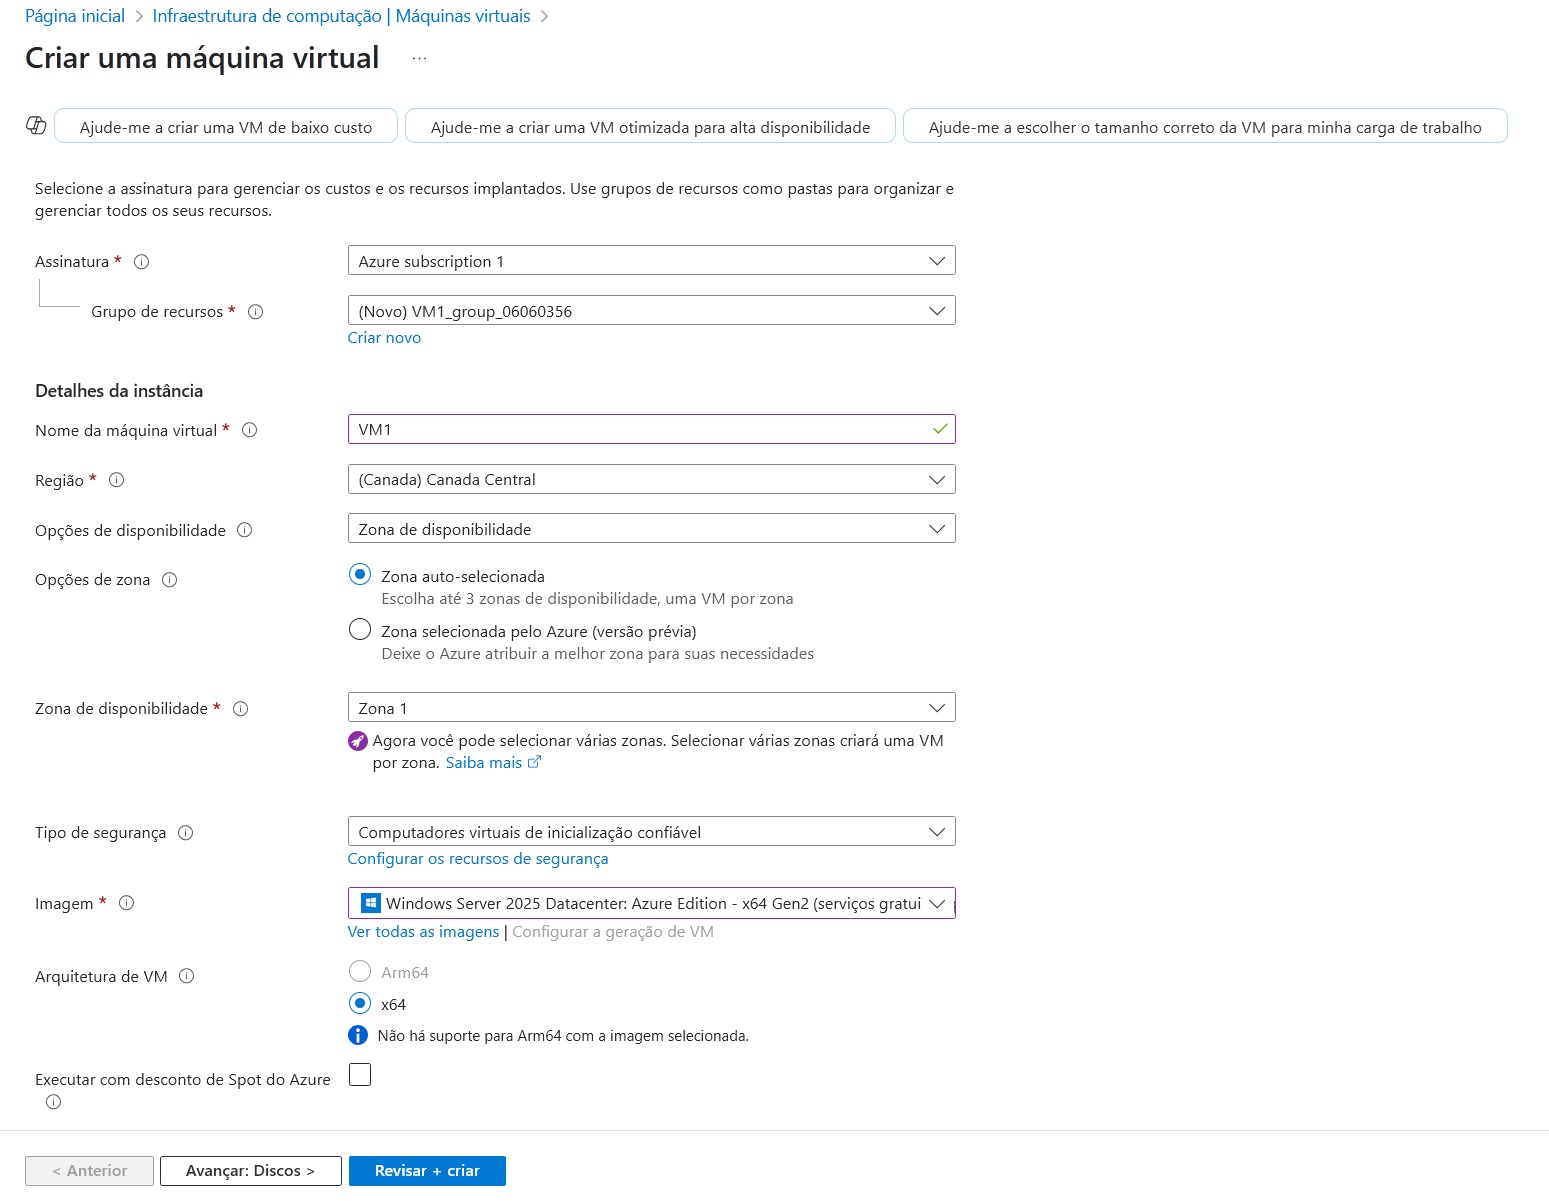 Página inicial > Infraestrutura de computação | Máquinas virtuais >
Criar uma máquina virtual ...
Ajude-me a criar uma VM de baixo custo
Ajude-me a criar uma VM otimizada para alta disponibilidade
Ajude-me a escolher o tamanho correto da VM para minha carga de trabalho
Selecione a assinatura para gerenciar os custos e os recursos implantados. Use grupos de recursos como pastas para organizar e
gerenciar todos os seus recursos.
Assinatura *
Azure subscription 1
Grupo de recursos *
(Novo) VM1_group_06060356
Criar novo
Detalhes da instância
Nome da máquina virtual *
VM1
Região *
(Canada) Canada Central
Opções de disponibilidade
Zona de disponibilidade
Opções de zona
Zona auto-selecionada
Escolha até 3 zonas de disponibilidade, uma VM por zona
Zona selecionada pelo Azure (versão prévia)
Deixe o Azure atribuir a melhor zona para suas necessidades
Zona de disponibilidade *
Zona 1
Agora você pode selecionar várias zonas. Selecionar várias zonas criará uma VM
por zona. Saiba mais
Tipo de segurança
Computadores virtuais de inicialização confiável
Configurar os recursos de segurança
Imagem *
Windows Server 2025 Datacenter: Azure Edition - x64 Gen2 (serviços gratui
Ver todas as imagens | Configurar a geração de VM
Arquitetura de VM
Arm64
x64
Não há suporte para Arm64 com a imagem selecionada.
Executar com desconto de Spot do Azure
< Anterior
Avançar: Discos >
Revisar + criar